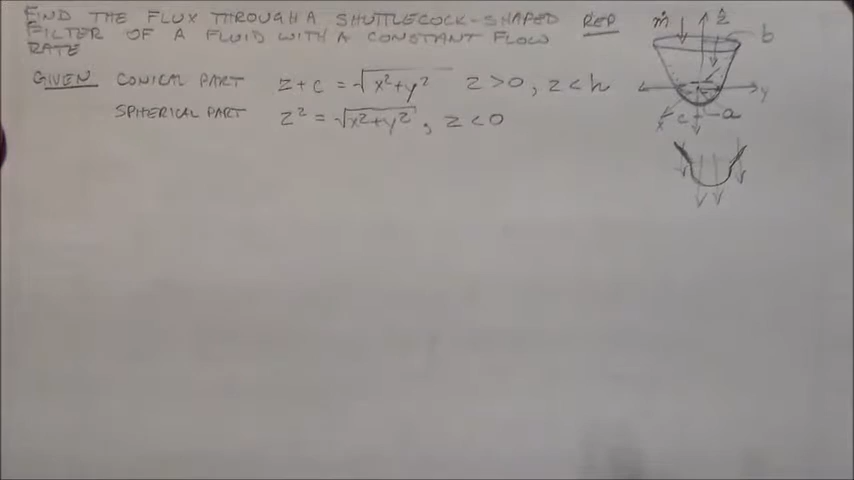 FIND THE FLUX THROUGH A SHUTTLECOCK-SHAPED REP
FILTER OF A FLUID WITH A CONSTANT FLOW
RATE
GIVEN CONICAL PART z+c = √x²+y² z>0, z<h
SPHERICAL PART z² = √x²+y², z<0
ṁ ẑ b
y
x c a